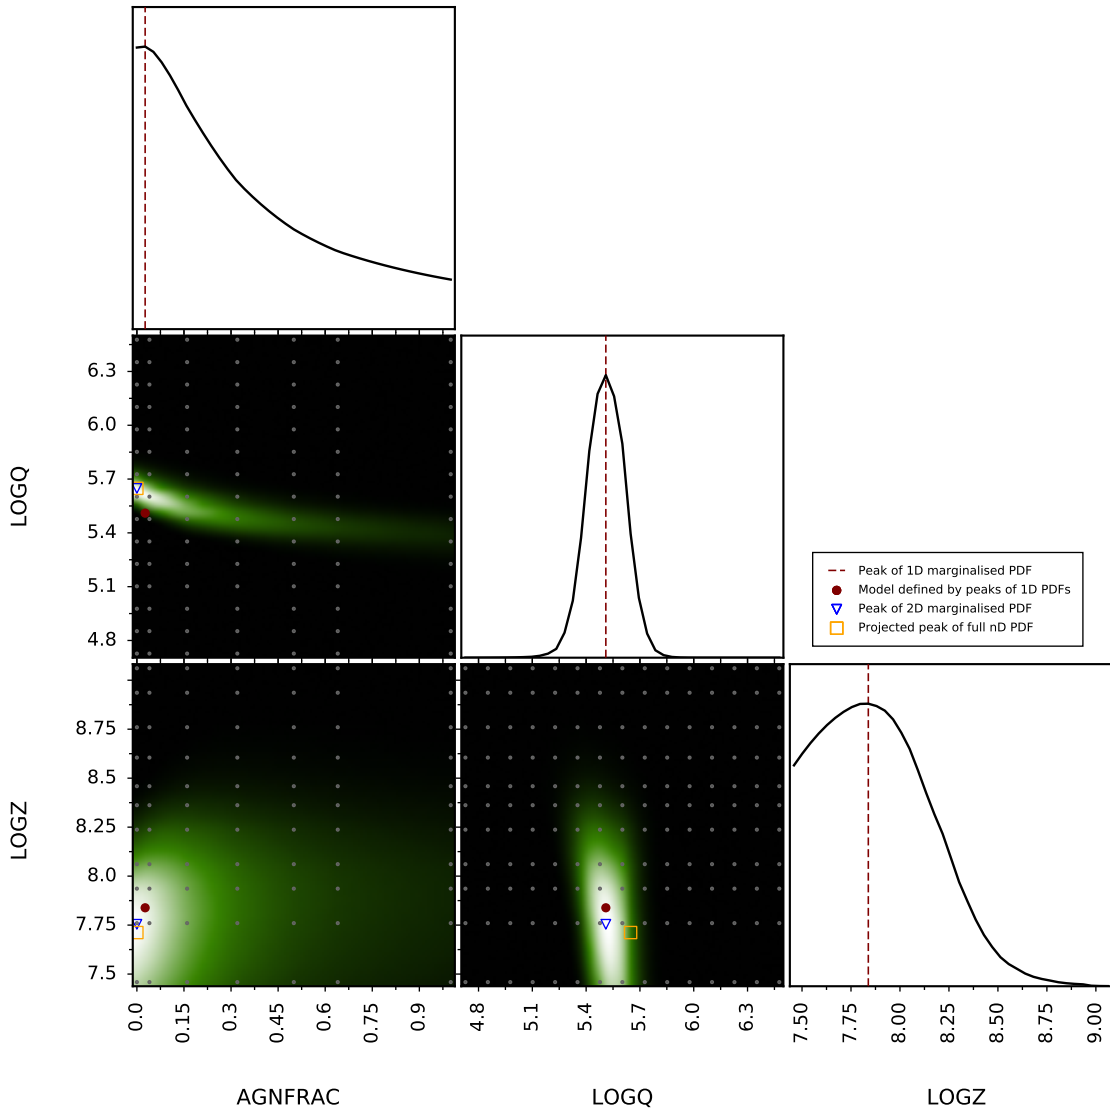 6.3
6.0
5.7
5.4
5.1
4.8
LOGQ
Peak of 1D marginalised PDF
Model defined by peaks of 1D PDFs
Peak of 2D marginalised PDF
Projected peak of full nD PDF
8.75
8.5
8.25
8.0
7.75
7.5
LOGZ
0.0 0.15 0.3 0.45 0.6 0.75 0.9
4.8 5.1 5.4 5.7 6.0 6.3
7.50 7.75 8.00 8.25 8.50 8.75 9.00
AGNFRAC LOGQ LOGZ